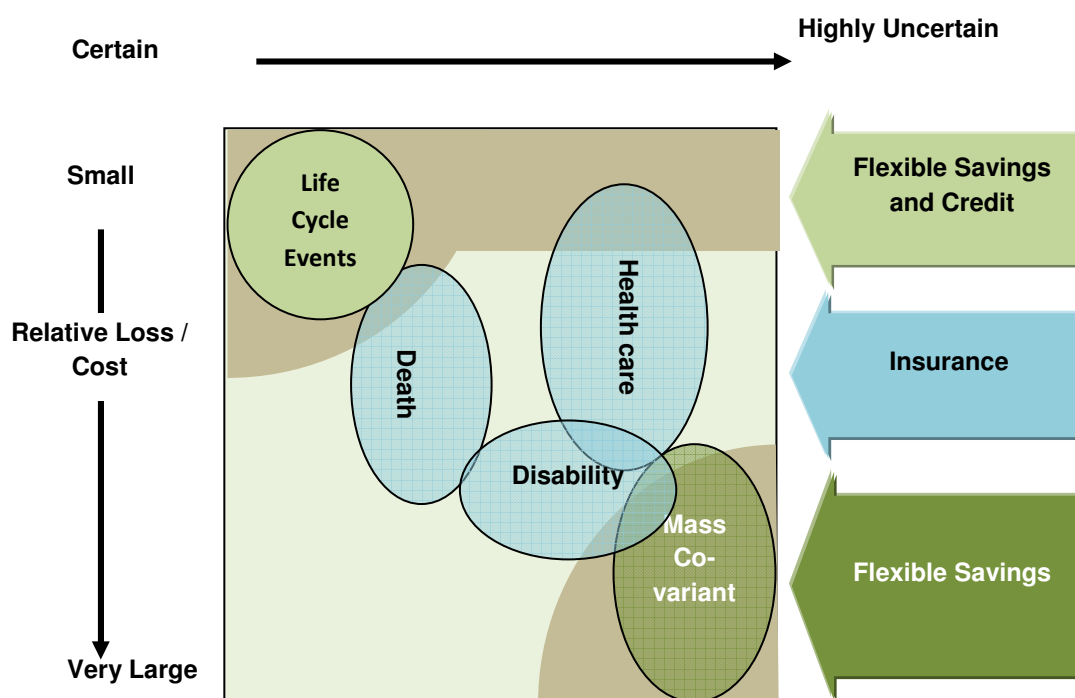 Certain
Highly Uncertain
Small
Relative Loss /
Cost
Very Large
Life
Cycle
Events
Death
Health care
Disability
Mass
Co-
variant
Flexible Savings
and Credit
Insurance
Flexible Savings